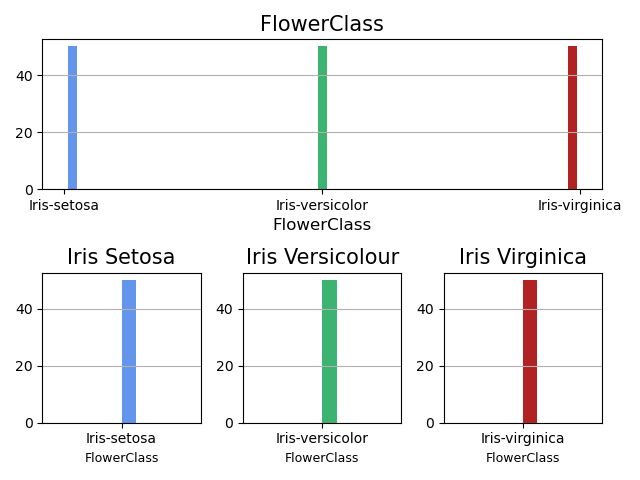 FlowerClass
40
20
0
Iris-setosa Iris-versicolor Iris-virginica
FlowerClass
Iris Setosa Iris Versicolour Iris Virginica
40 40 40
20 20 20
0 0 0
Iris-setosa Iris-versicolor Iris-virginica
FlowerClass FlowerClass FlowerClass